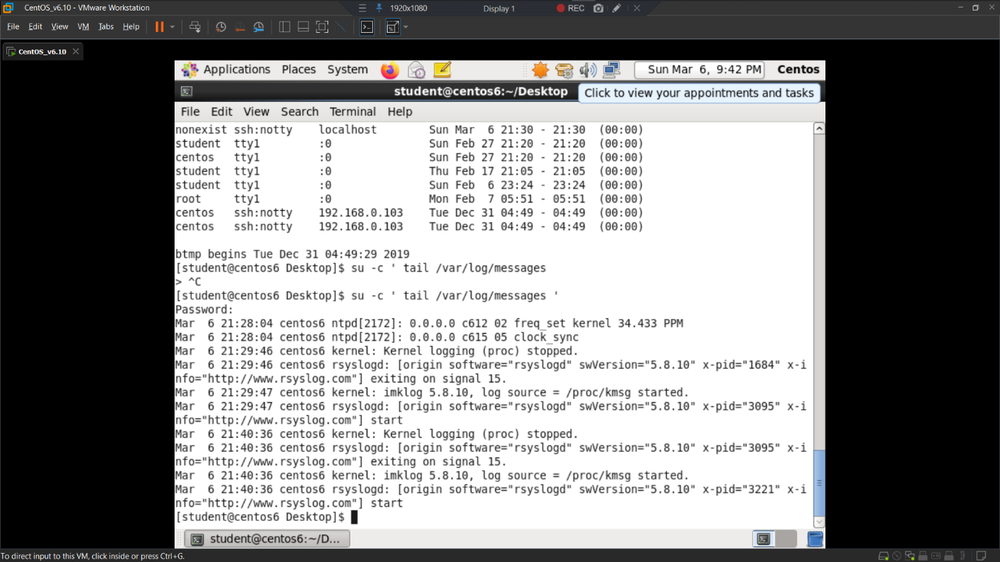 CentOS_v6.10 - VMware Workstation
1920x1080
Display 1
REC
File Edit View VM Tabs Help
CentOS_v6.10
Applications Places System
Sun Mar 6, 9:42 PM
Centos
student@centos6:~/Desktop
Click to view your appointments and tasks
File Edit View Search Terminal Help
nonexist ssh:notty    localhost        Sun Mar  6 21:30 - 21:30  (00:00)
student  tty1         :0               Sun Feb 27 21:20 - 21:20  (00:00)
centos   tty1         :0               Sun Feb 27 21:20 - 21:20  (00:00)
student  tty1         :0               Thu Feb 17 21:05 - 21:05  (00:00)
student  tty1         :0               Sun Feb  6 23:24 - 23:24  (00:00)
root     tty1         :0               Mon Feb  7 05:51 - 05:51  (00:00)
centos   ssh:notty    192.168.0.103    Tue Dec 31 04:49 - 04:49  (00:00)
centos   ssh:notty    192.168.0.103    Tue Dec 31 04:49 - 04:49  (00:00)
btmp begins Tue Dec 31 04:49:29 2019
[student@centos6 Desktop]$ su -c ' tail /var/log/messages
> ^C
[student@centos6 Desktop]$ su -c ' tail /var/log/messages '
Password:
Mar  6 21:28:04 centos6 ntpd[2172]: 0.0.0.0 c612 02 freq_set kernel 34.433 PPM
Mar  6 21:28:04 centos6 ntpd[2172]: 0.0.0.0 c615 05 clock_sync
Mar  6 21:29:46 centos6 kernel: Kernel logging (proc) stopped.
Mar  6 21:29:46 centos6 rsyslogd: [origin software="rsyslogd" swVersion="5.8.10" x-pid="1684" x-i
nfo="http://www.rsyslog.com"] exiting on signal 15.
Mar  6 21:29:47 centos6 kernel: imklog 5.8.10, log source = /proc/kmsg started.
Mar  6 21:29:47 centos6 rsyslogd: [origin software="rsyslogd" swVersion="5.8.10" x-pid="3095" x-i
nfo="http://www.rsyslog.com"] start
Mar  6 21:40:36 centos6 kernel: Kernel logging (proc) stopped.
Mar  6 21:40:36 centos6 rsyslogd: [origin software="rsyslogd" swVersion="5.8.10" x-pid="3095" x-i
nfo="http://www.rsyslog.com"] exiting on signal 15.
Mar  6 21:40:36 centos6 kernel: imklog 5.8.10, log source = /proc/kmsg started.
Mar  6 21:40:36 centos6 rsyslogd: [origin software="rsyslogd" swVersion="5.8.10" x-pid="3221" x-i
nfo="http://www.rsyslog.com"] start
[student@centos6 Desktop]$
student@centos6:~/D...
To direct input to this VM, click inside or press Ctrl+G.